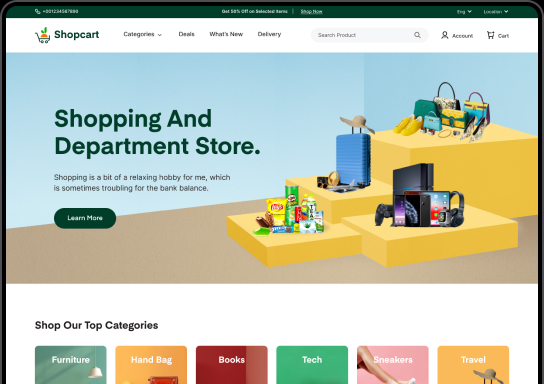 +001234567890
Get 50% Off on Selected Items | Shop Now
Eng
Location
Shopcart
Categories
Deals
What's New
Delivery
Search Product
Account
Cart
Shopping And
Department Store.
Shopping is a bit of a relaxing hobby for me, which
is sometimes troubling for the bank balance.
Learn More
Shop Our Top Categories
Furniture
Hand Bag
Books
Tech
Sneakers
Travel